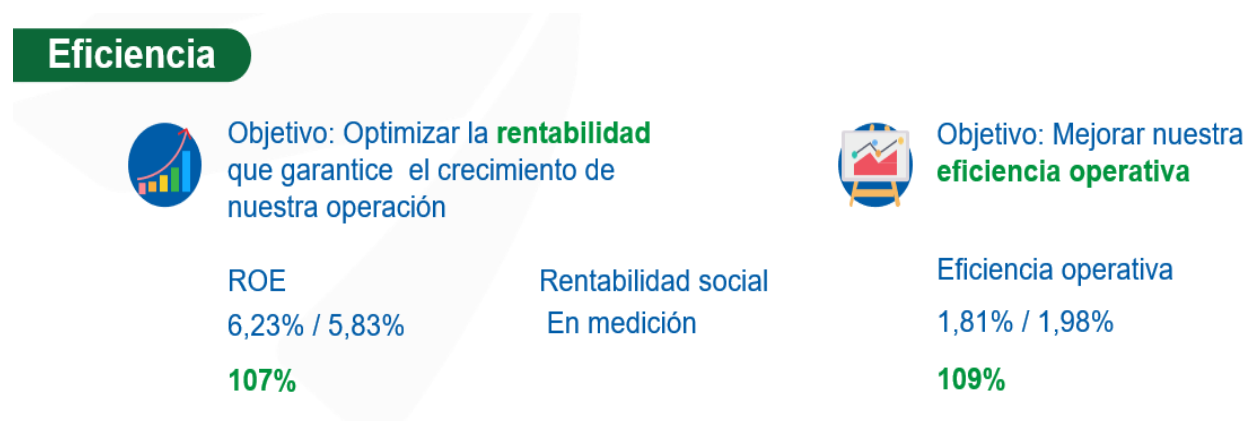 Eficiencia
Objetivo: Optimizar la rentabilidad
que garantice el crecimiento de
nuestra operación
ROE
6,23% / 5,83%
107%
Rentabilidad social
En medición
Objetivo: Mejorar nuestra
eficiencia operativa
Eficiencia operativa
1,81% / 1,98%
109%